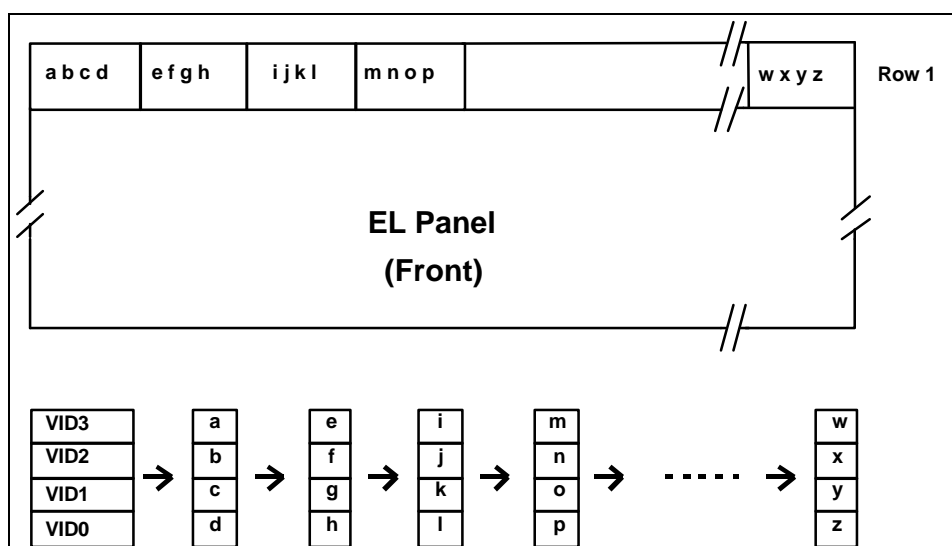 a b c d e f g h i j k l m n o p w x y z Row 1
EL Panel
(Front)
VID3 a e i m w
VID2 b f j n x
VID1 c g k o y
VID0 d h l p z